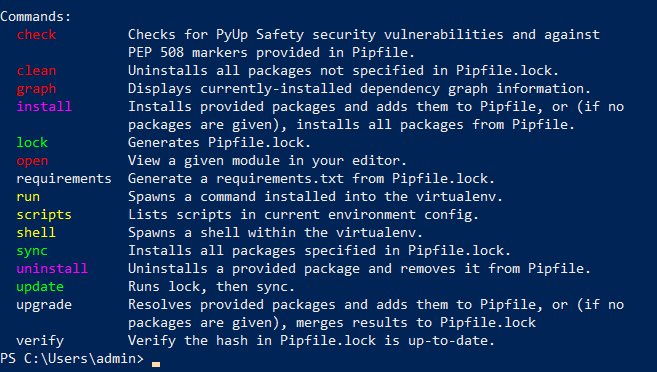 Commands:
check Checks for PyUp Safety security vulnerabilities and against
PEP 508 markers provided in Pipfile.
clean Uninstalls all packages not specified in Pipfile.lock.
graph Displays currently-installed dependency graph information.
install Installs provided packages and adds them to Pipfile, or (if no
packages are given), installs all packages from Pipfile.
lock Generates Pipfile.lock.
open View a given module in your editor.
requirements Generate a requirements.txt from Pipfile.lock.
run Spawns a command installed into the virtualenv.
scripts Lists scripts in current environment config.
shell Spawns a shell within the virtualenv.
sync Installs all packages specified in Pipfile.lock.
uninstall Uninstalls a provided package and removes it from Pipfile.
update Runs lock, then sync.
upgrade Resolves provided packages and adds them to Pipfile, or (if no
packages are given), merges results to Pipfile.lock
verify Verify the hash in Pipfile.lock is up-to-date.
PS C:\Users\admin> _